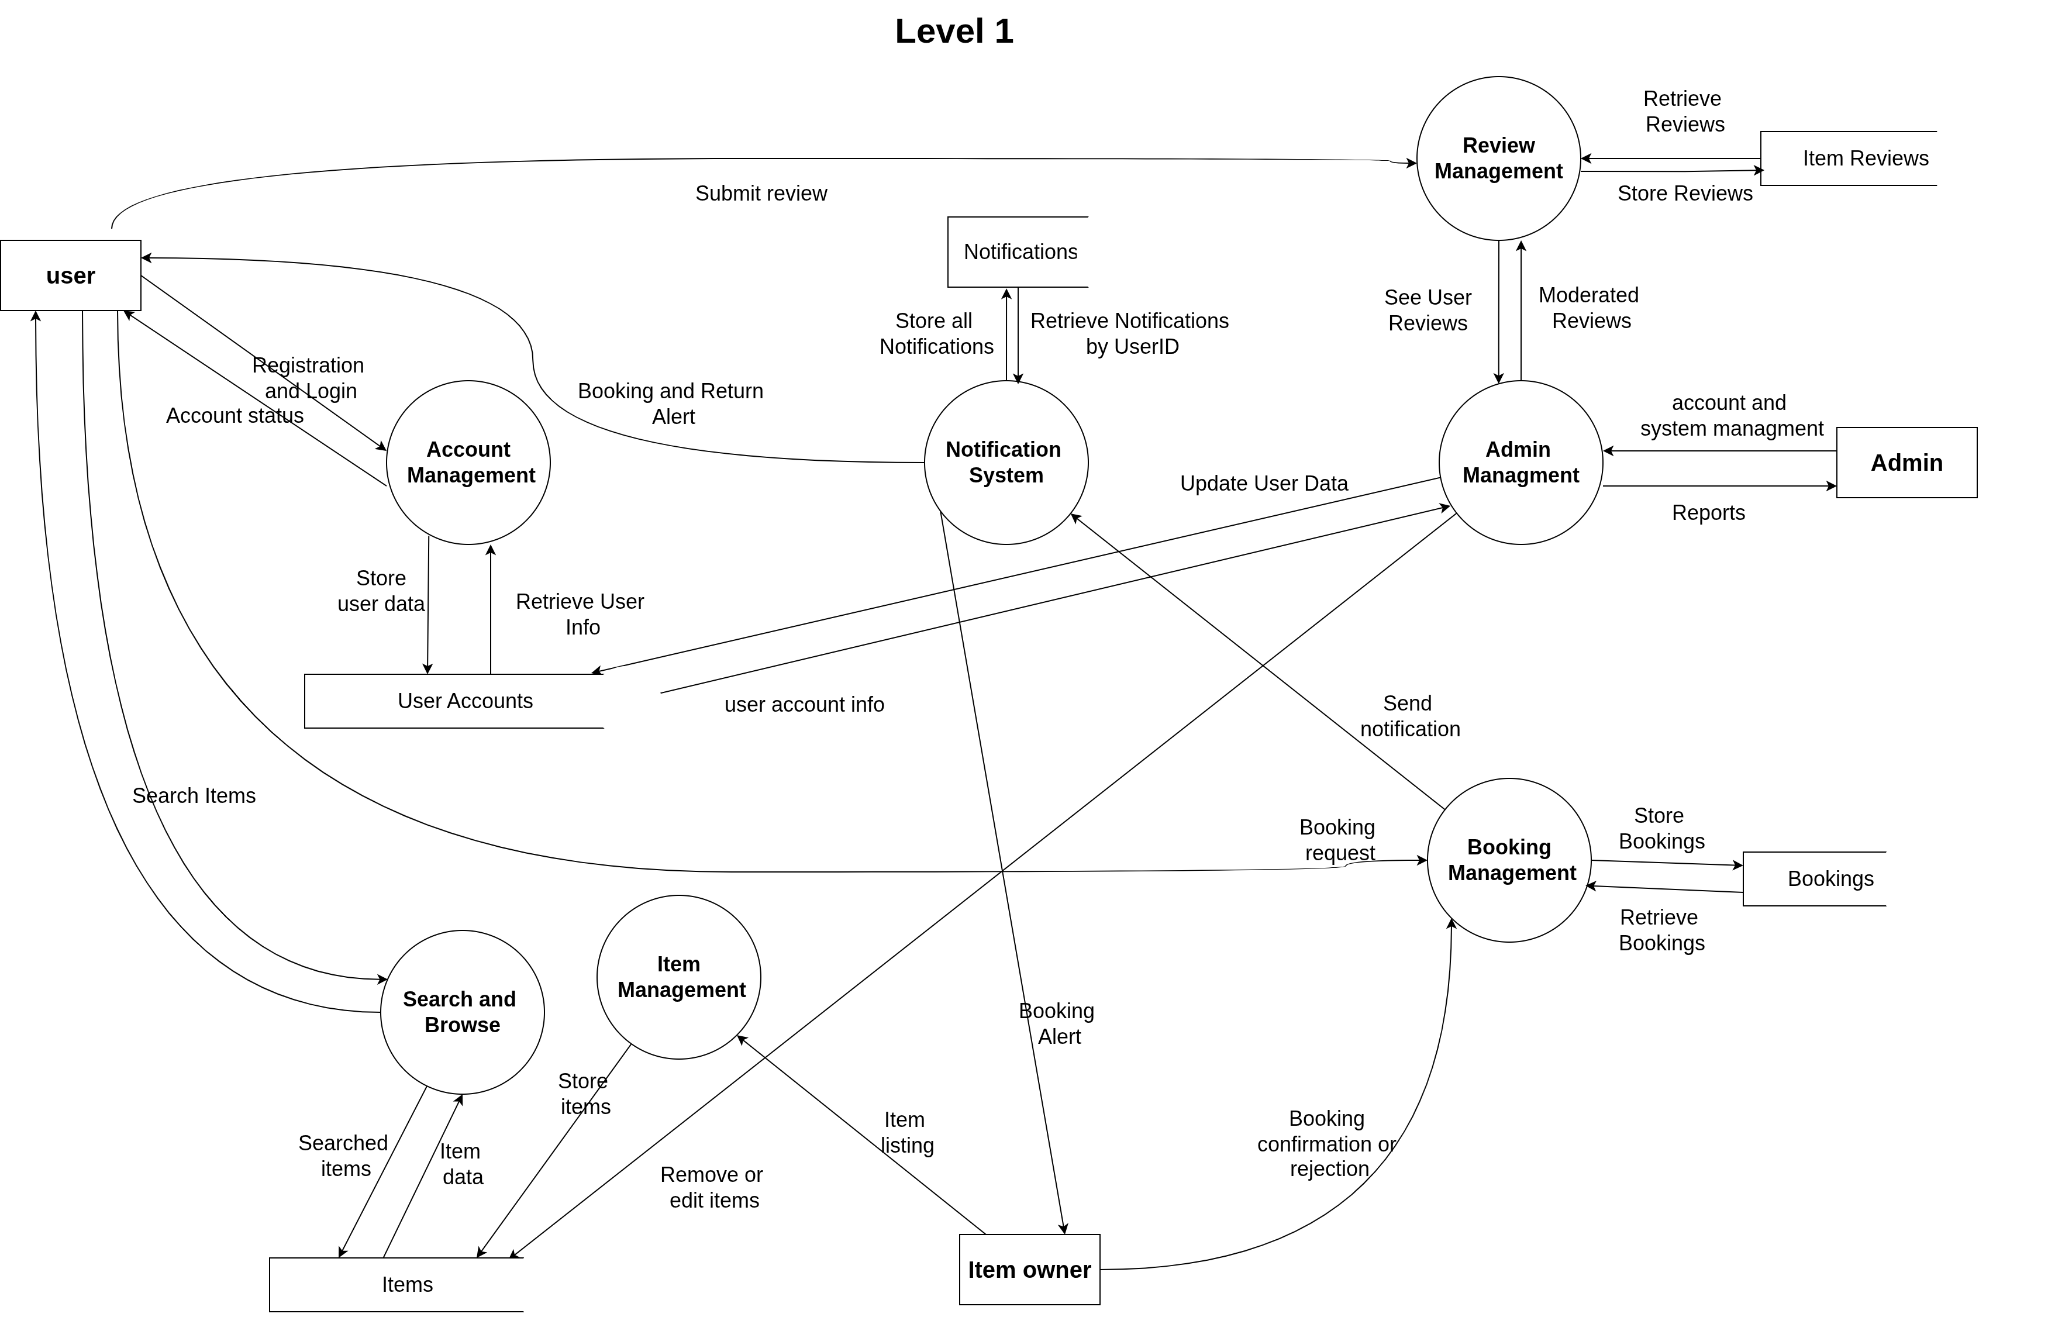 Level 1
Retrieve
Reviews
Review
Management
Item Reviews
Store Reviews
Submit review
Notifications
user
See User
Reviews
Moderated
Reviews
Store all
Notifications
Retrieve Notifications
by UserID
Registration
and Login
Account status
Booking and Return
Alert
account and
system managment
Account
Management
Notification
System
Admin
Managment
Admin
Update User Data
Reports
Store
user data
Retrieve User
Info
User Accounts
user account info
Send
notification
Search Items
Booking
request
Store
Bookings
Booking
Management
Bookings
Retrieve
Bookings
Item
Management
Search and
Browse
Booking
Alert
Store
items
Searched
items
Item
data
Item
listing
Booking
confirmation or
rejection
Remove or
edit items
Items
Item owner